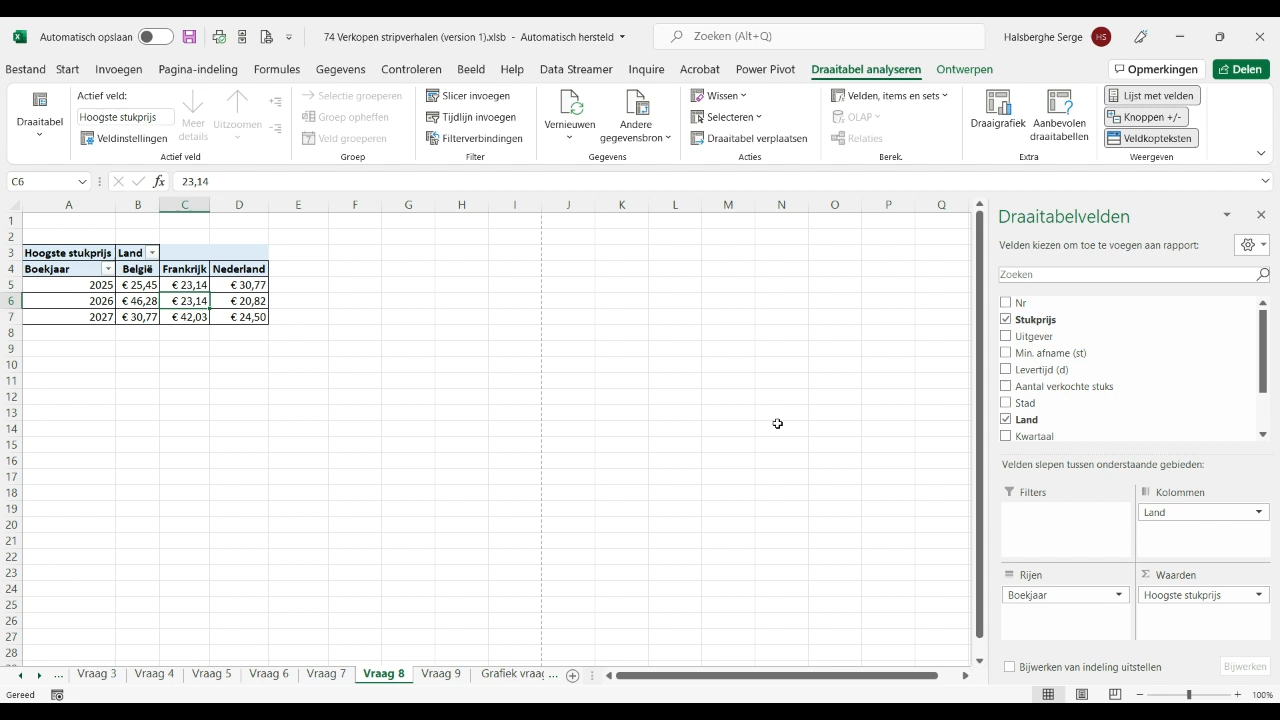 Automatisch opslaan
74 Verkopen stripverhalen (version 1).xlsb - Automatisch hersteld
Zoeken (Alt+Q)
Halsberghe Serge HS
Bestand Start Invoegen Pagina-indeling Formules Gegevens Controleren Beeld Help Data Streamer Inquire Acrobat Power Pivot Draaitabel analyseren Ontwerpen Opmerkingen Delen
Draaitabel
Actief veld:
Hoogste stukprijs
Veldinstellingen
Meer details
Uitzoomen
Actief veld
Selectie groeperen
Groep opheffen
Veld groeperen
Groep
Slicer invoegen
Tijdlijn invoegen
Filterverbindingen
Filter
Vernieuwen
Andere gegevensbron
Gegevens
Wissen
Selecteren
Draaitabel verplaatsen
Acties
Velden, items en sets
OLAP
Relaties
Berek.
Draaigrafiek
Aanbevolen draaitabellen
Extra
Lijst met velden
Knoppen +/-
Veldkopteksten
Weergeven
C6 fx 23,14
A B C D E F G H I J K L M N O P Q
1
2
3 Hoogste stukprijs Land
4 Boekjaar België Frankrijk Nederland
5 2025 € 25,45 € 23,14 € 30,77
6 2026 € 46,28 € 23,14 € 20,82
7 2027 € 30,77 € 42,03 € 24,50
8
9
10
11
12
13
14
15
16
17
18
19
20
21
22
23
24
25
26
27
28
Draaitabelvelden
Velden kiezen om toe te voegen aan rapport:
Zoeken
Nr
Stukprijs
Uitgever
Min. afname (st)
Levertijd (d)
Aantal verkochte stuks
Stad
Land
Kwartaal
Velden slepen tussen onderstaande gebieden:
Filters
Kolommen
Land
Rijen
Boekjaar
Σ Waarden
Hoogste stukprijs
Bijwerken van indeling uitstellen
Bijwerken
... Vraag 3 Vraag 4 Vraag 5 Vraag 6 Vraag 7 Vraag 8 Vraag 9 Grafiek vraag ...
Gereed
100%